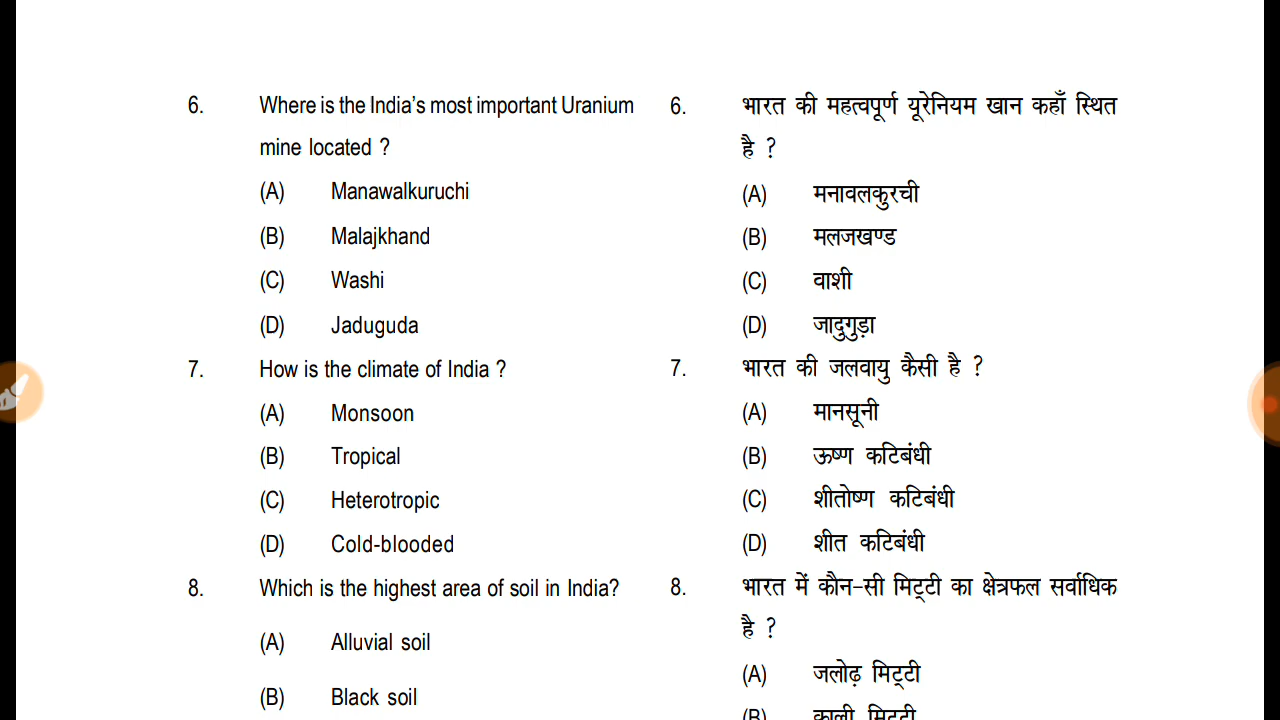 6. Where is the India's most important Uranium
mine located ?
(A) Manawalkuruchi
(B) Malajkhand
(C) Washi
(D) Jaduguda
7. How is the climate of India ?
(A) Monsoon
(B) Tropical
(C) Heterotropic
(D) Cold-blooded
8. Which is the highest area of soil in India?
(A) Alluvial soil
(B) Black soil
6. भारत की महत्वपूर्ण यूरेनियम खान कहाँ स्थित
है ?
(A) मनावलकुरची
(B) मलजखण्ड
(C) वाशी
(D) जादुगुड़ा
7. भारत की जलवायु कैसी है ?
(A) मानसूनी
(B) ऊष्ण कटिबंधी
(C) शीतोष्ण कटिबंधी
(D) शीत कटिबंधी
8. भारत में कौन-सी मिट्टी का क्षेत्रफल सर्वाधिक
है ?
(A) जलोढ़ मिट्टी
(B) काली मिट्टी